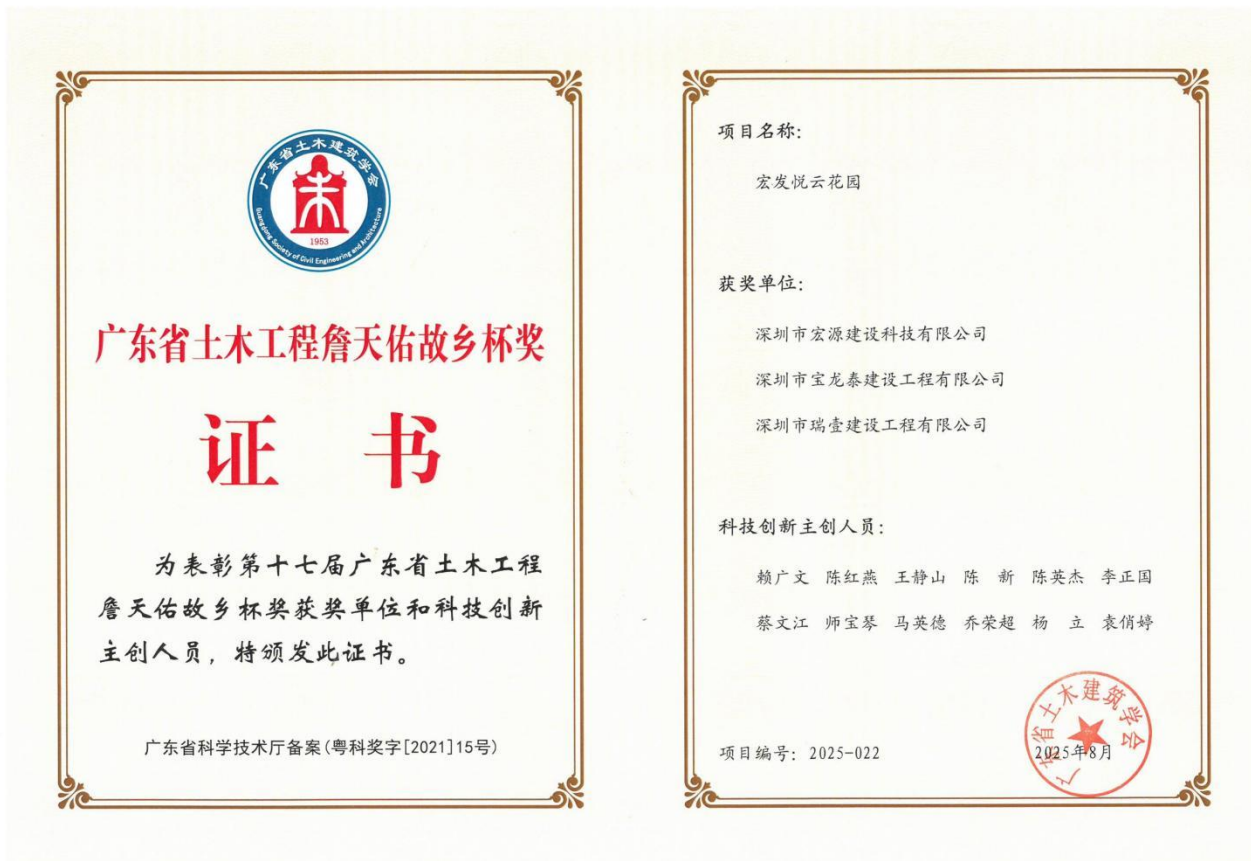 广东省土木建筑学会
1953
Guangdong Society of Civil Engineering and Architecture
广东省土木工程詹天佑故乡杯奖
证 书
为表彰第十七届广东省土木工程
詹天佑故乡杯奖获奖单位和科技创新
主创人员，特颁发此证书。
广东省科学技术厅备案(粤科奖字[2021]15号)
项目名称:
宏发悦云花园
获奖单位:
深圳市宏源建设科技有限公司
深圳市宝龙泰建设工程有限公司
深圳市瑞壹建设工程有限公司
科技创新主创人员:
赖广文 陈红燕 王静山 陈 新 陈英杰 李正国
蔡文江 师宝琴 马英德 乔荣超 杨 立 袁俏婷
广东省土木建筑学会
项目编号: 2025-022
2025年8月